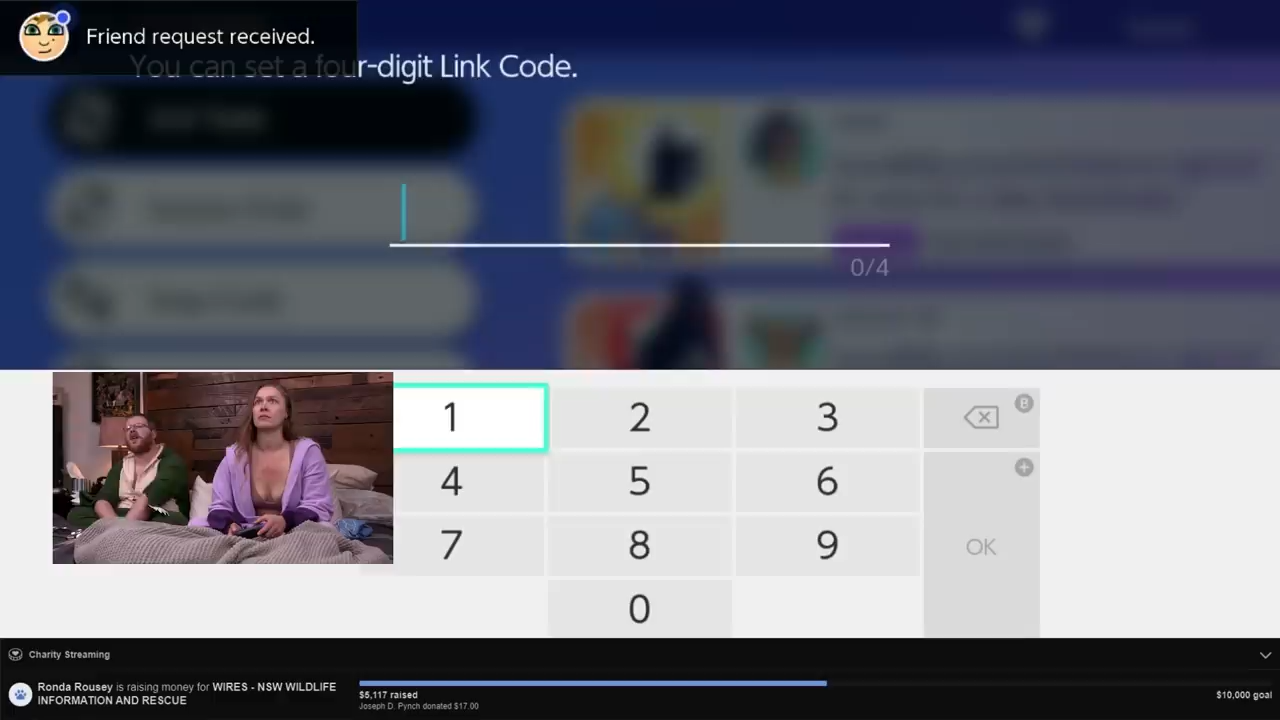 Friend request received.
You can set a four-digit Link Code.
0/4
1 2 3 B
4 5 6 +
7 8 9 OK
0
Charity Streaming
Ronda Rousey is raising money for WIRES - NSW WILDLIFE
INFORMATION AND RESCUE
$5,117 raised
$10,000 goal
Joseph D. Pynch donated $17.00